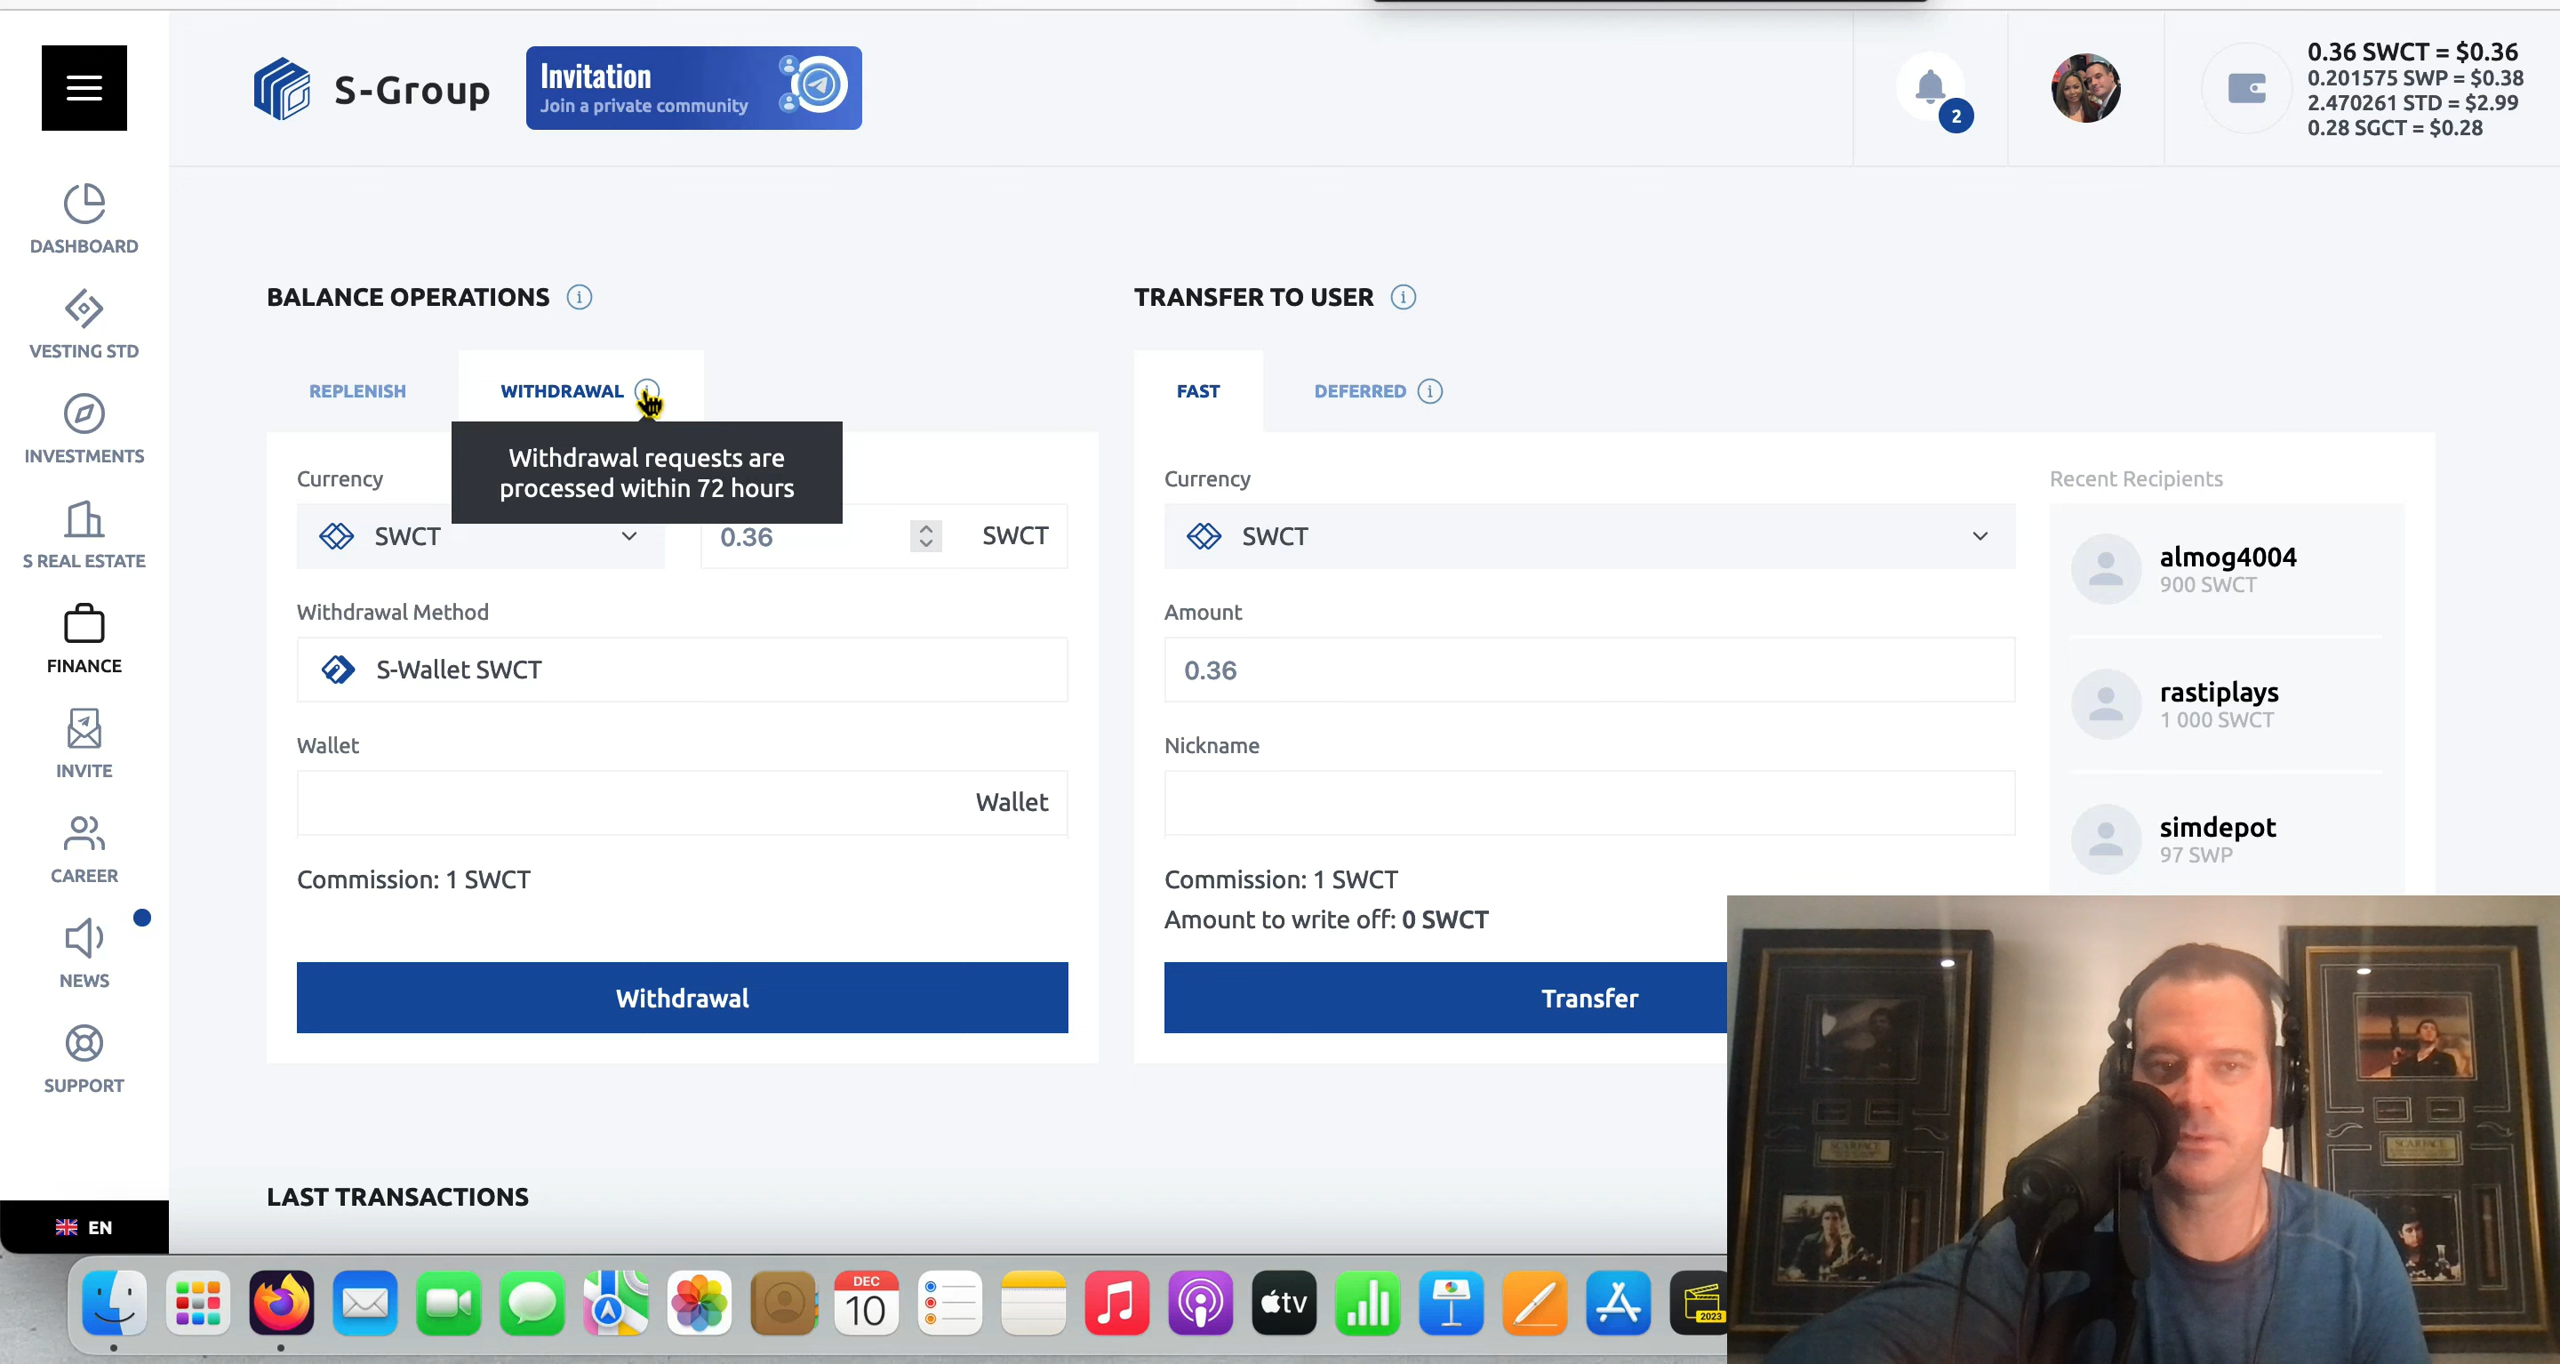 S-Group
Invitation
Join a private community
2
0.36 SWCT = $0.36
0.201575 SWP = $0.38
2.470261 STD = $2.99
0.28 SGCT = $0.28
DASHBOARD
VESTING STD
INVESTMENTS
S REAL ESTATE
FINANCE
INVITE
CAREER
NEWS
SUPPORT
EN
BALANCE OPERATIONS
REPLENISH
WITHDRAWAL
Withdrawal requests are
processed within 72 hours
Currency
SWCT
0.36
SWCT
Withdrawal Method
S-Wallet SWCT
Wallet
Wallet
Commission: 1 SWCT
Withdrawal
TRANSFER TO USER
FAST
DEFERRED
Currency
SWCT
Amount
0.36
Nickname
Commission: 1 SWCT
Amount to write off: 0 SWCT
Transfer
Recent Recipients
almog4004
900 SWCT
rastiplays
1 000 SWCT
simdepot
97 SWP
LAST TRANSACTIONS
DEC
10
tv
2023
SCARFACE
SCARFACE